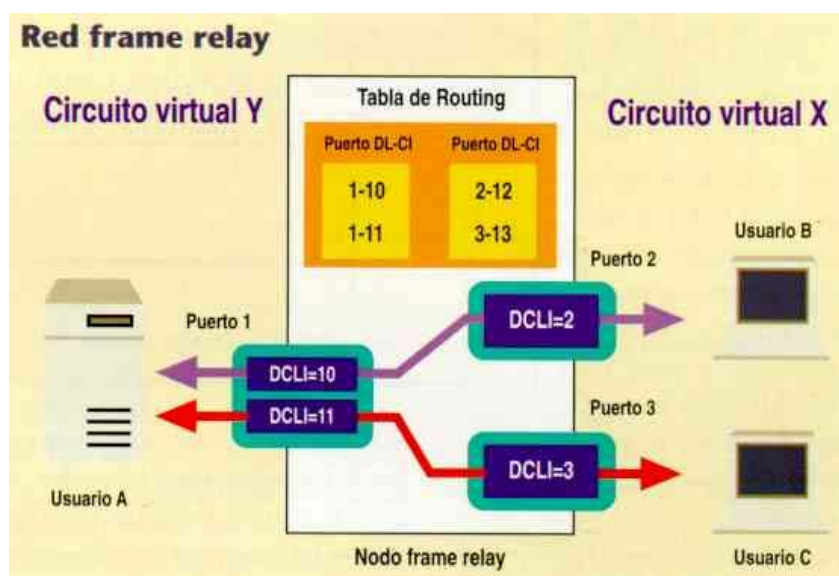 Red frame relay
Circuito virtual Y
Tabla de Routing
Circuito virtual X
Puerto DL-CI
Puerto DL-CI
1-10
2-12
1-11
3-13
Usuario B
Puerto 2
Puerto 1
DCLI=2
DCLI=10
DCLI=11
Puerto 3
DCLI=3
Usuario A
Nodo frame relay
Usuario C